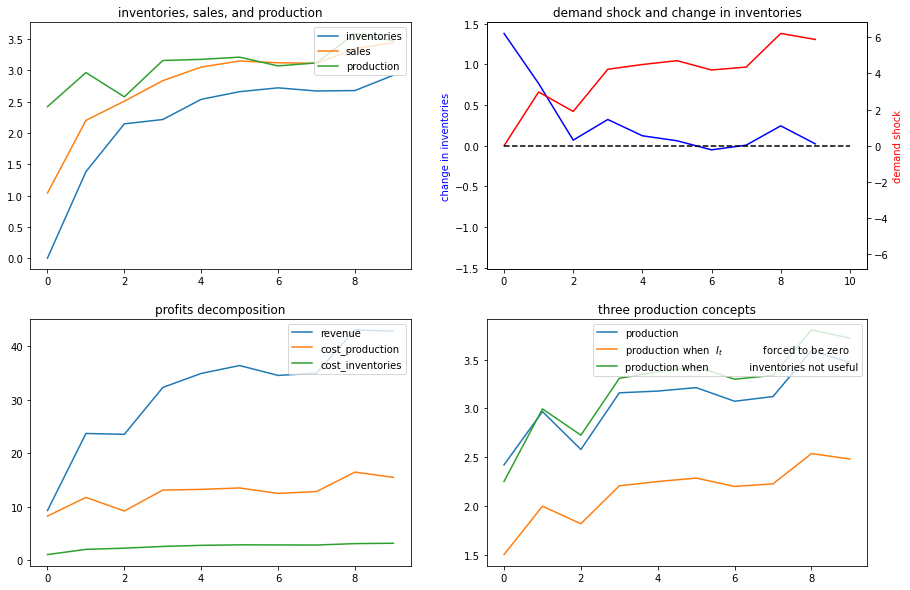 inventories, sales, and production
inventories
sales
production
3.5
3.0
2.5
2.0
1.5
1.0
0.5
0.0
0 2 4 6 8
demand shock and change in inventories
change in inventories
1.5
1.0
0.5
0.0
−0.5
−1.0
−1.5
6
4
2
0
−2
−4
−6
demand shock
0 2 4 6 8 10
profits decomposition
revenue
cost_production
cost_inventories
40
30
20
10
0
0 2 4 6 8
three production concepts
production
production when I_t forced to be zero
production when inventories not useful
3.5
3.0
2.5
2.0
1.5
0 2 4 6 8